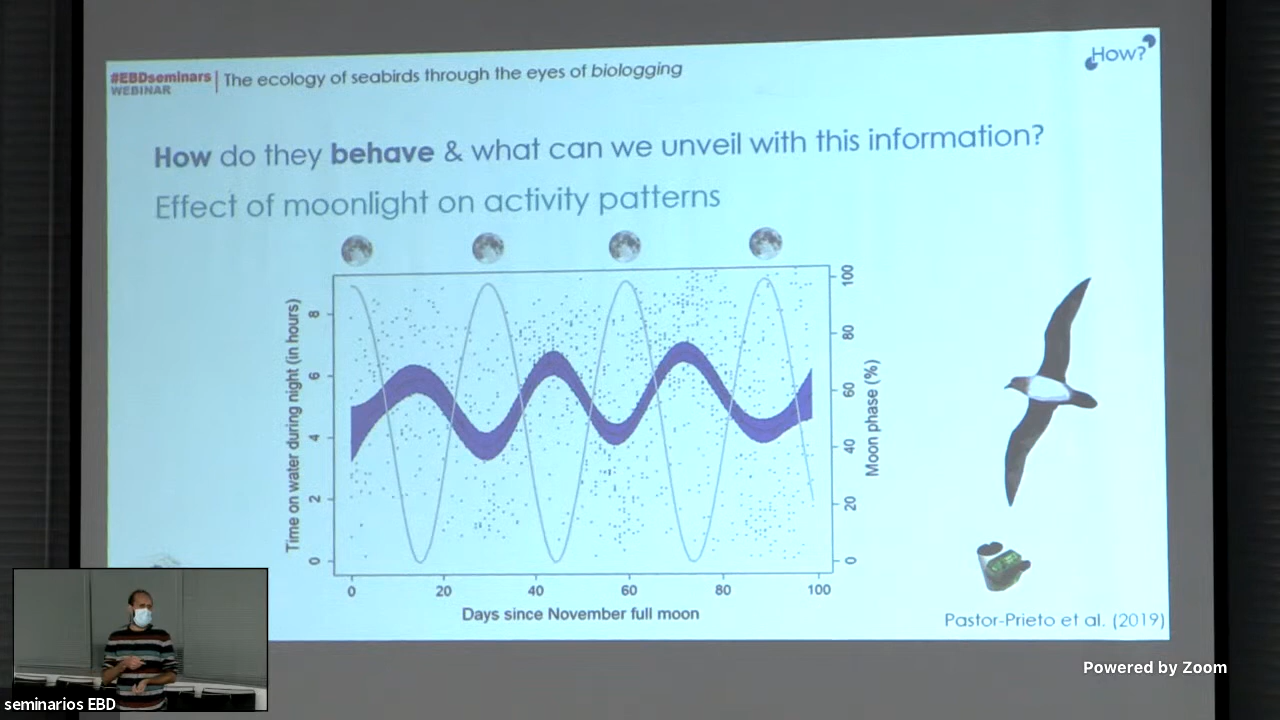 #EBDseminars
WEBINAR
The ecology of seabirds through the eyes of biologging
How?
How do they behave & what can we unveil with this information?
Effect of moonlight on activity patterns
Time on water during night (in hours)
0
2
4
6
8
Moon phase (%)
0
20
40
60
80
100
0
20
40
60
80
100
Days since November full moon
Pastor-Prieto et al. (2019)
Powered by Zoom
seminarios EBD